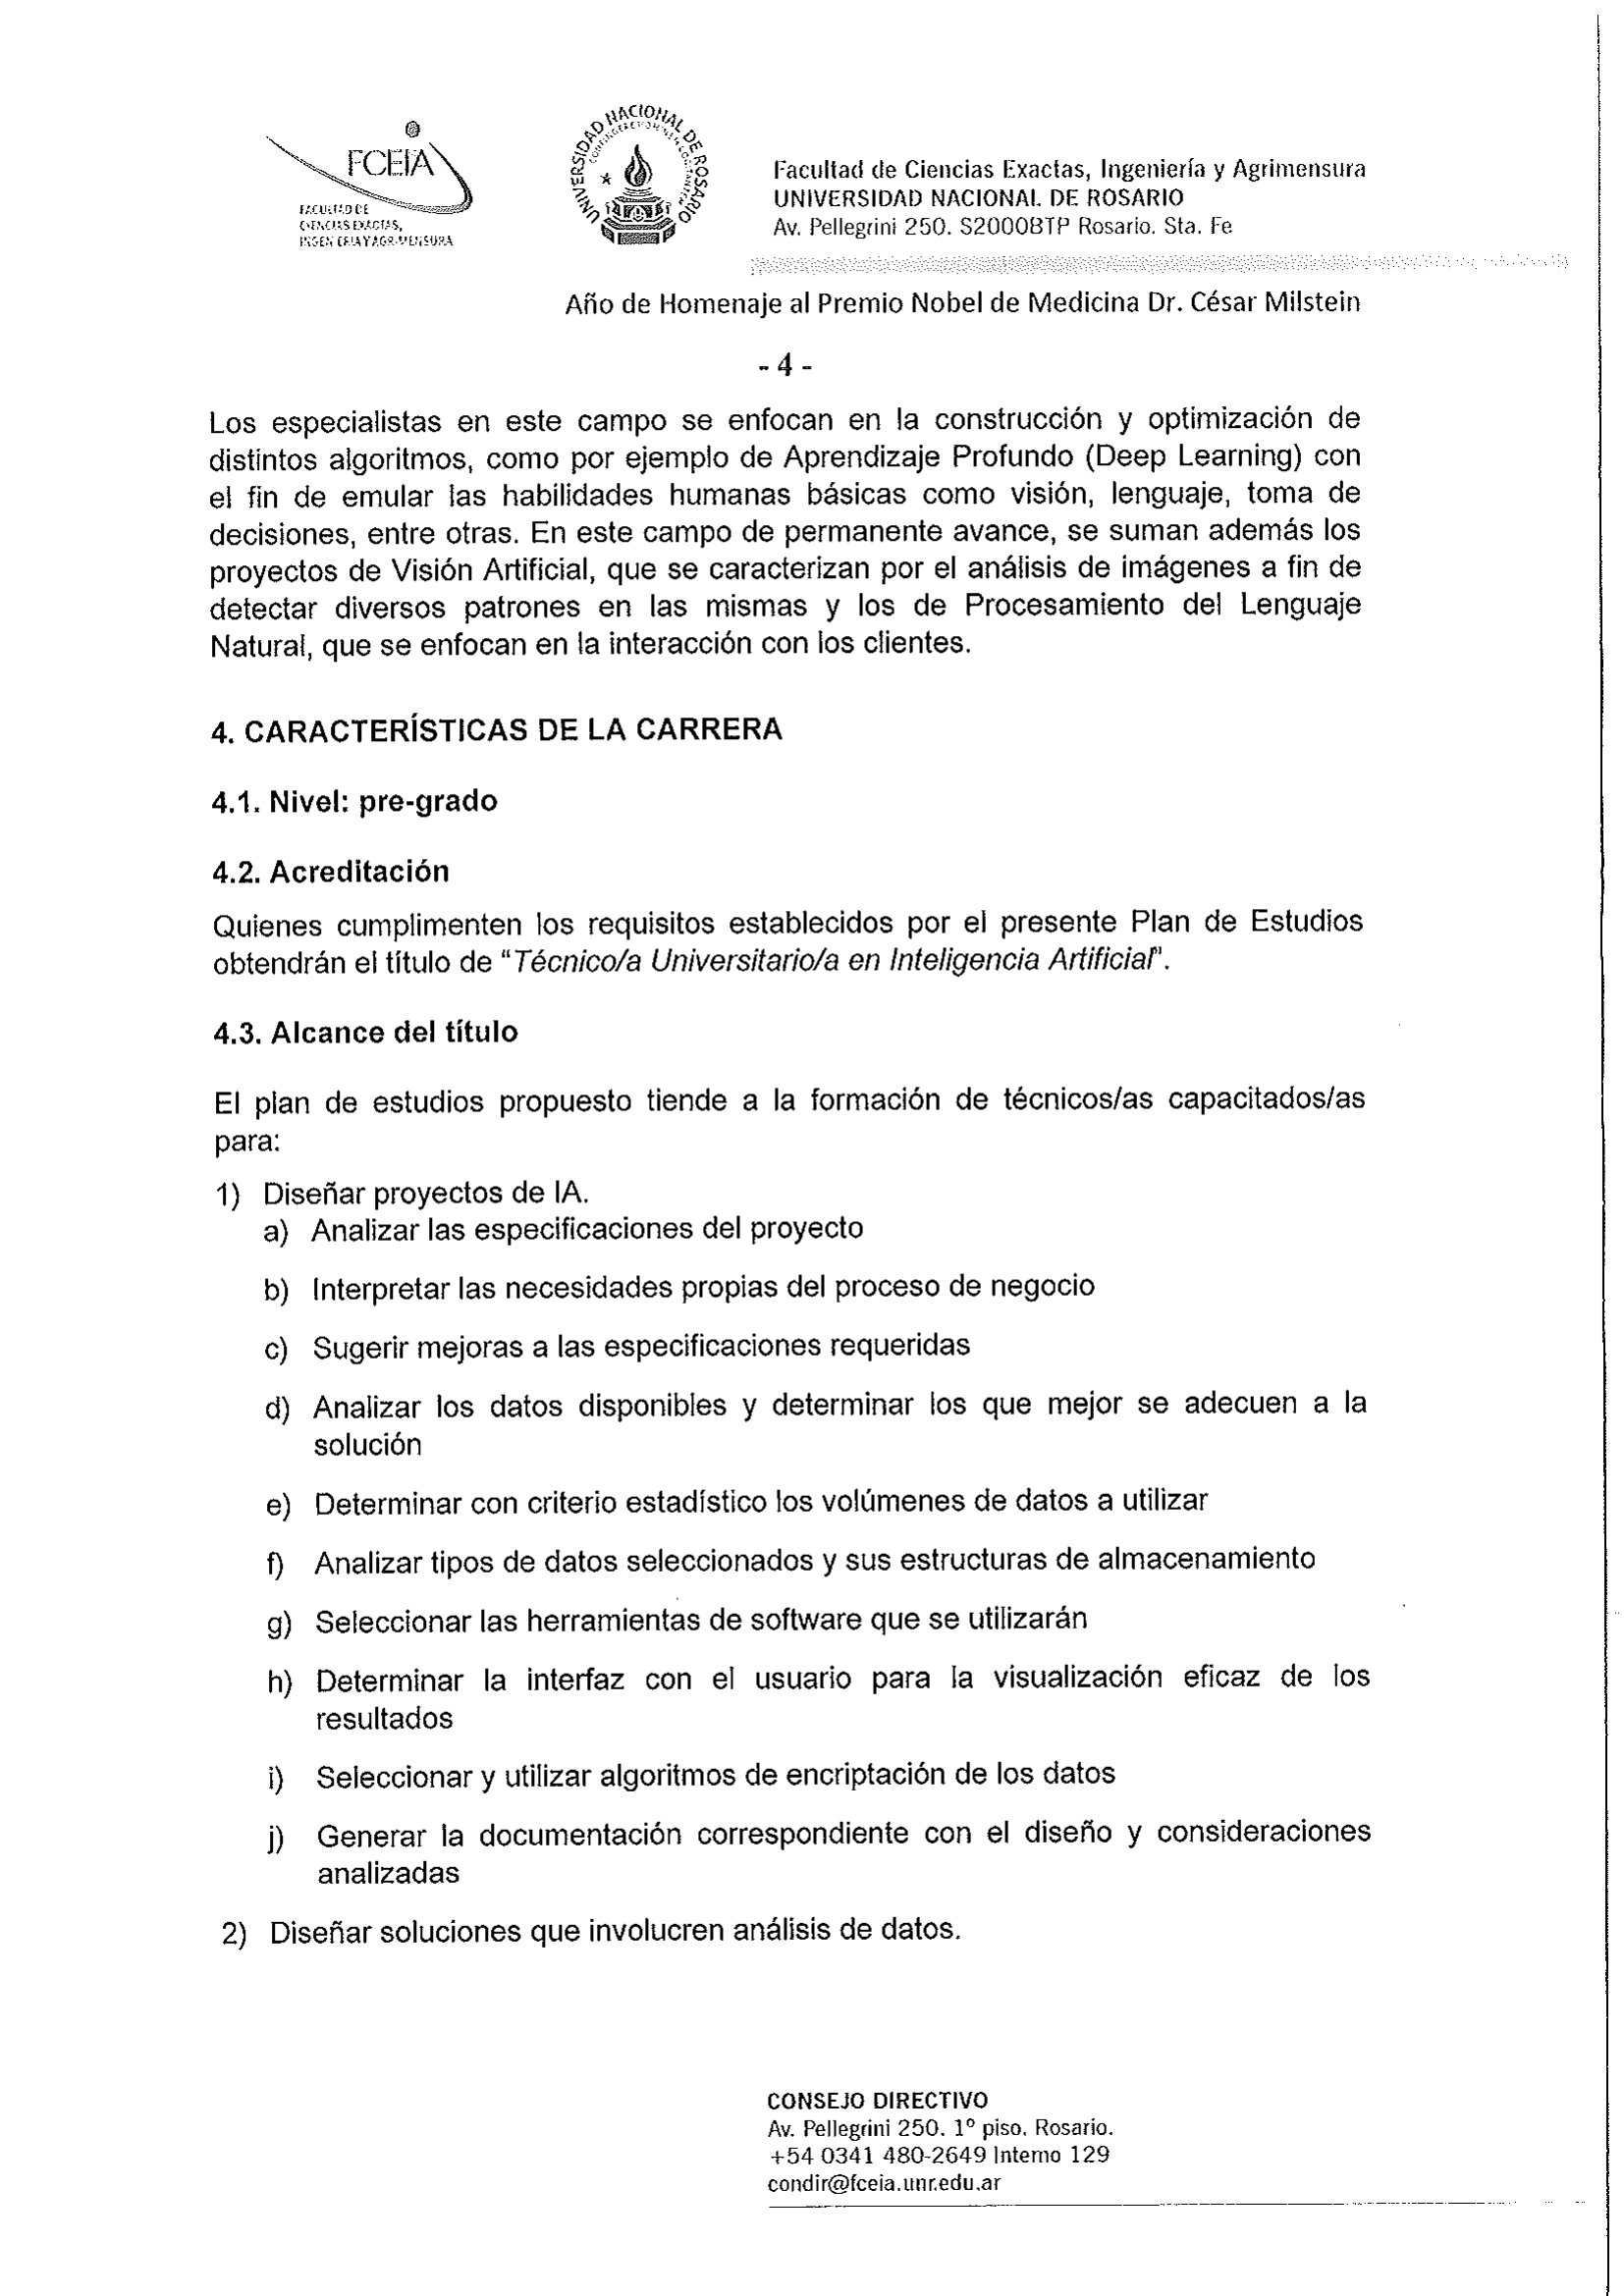 FCEIA
FACULTAD DE
CIENCIAS EXACTAS,
INGENIERIA Y AGRIMENSURA
UNIVERSIDAD NACIONAL DE ROSARIO
Facultad de Ciencias Exactas, Ingeniería y Agrimensura
UNIVERSIDAD NACIONAL DE ROSARIO
Av. Pellegrini 250. S2000BTP Rosario. Sta. Fe
Año de Homenaje al Premio Nobel de Medicina Dr. César Milstein
- 4 -
Los especialistas en este campo se enfocan en la construcción y optimización de
distintos algoritmos, como por ejemplo de Aprendizaje Profundo (Deep Learning) con
el fin de emular las habilidades humanas básicas como visión, lenguaje, toma de
decisiones, entre otras. En este campo de permanente avance, se suman además los
proyectos de Visión Artificial, que se caracterizan por el análisis de imágenes a fin de
detectar diversos patrones en las mismas y los de Procesamiento del Lenguaje
Natural, que se enfocan en la interacción con los clientes.
4. CARACTERÍSTICAS DE LA CARRERA
4.1. Nivel: pre-grado
4.2. Acreditación
Quienes cumplimenten los requisitos establecidos por el presente Plan de Estudios
obtendrán el título de “Técnico/a Universitario/a en Inteligencia Artificial”.
4.3. Alcance del título
El plan de estudios propuesto tiende a la formación de técnicos/as capacitados/as
para:
1) Diseñar proyectos de IA.
a) Analizar las especificaciones del proyecto
b) Interpretar las necesidades propias del proceso de negocio
c) Sugerir mejoras a las especificaciones requeridas
d) Analizar los datos disponibles y determinar los que mejor se adecuen a la
solución
e) Determinar con criterio estadístico los volúmenes de datos a utilizar
f) Analizar tipos de datos seleccionados y sus estructuras de almacenamiento
g) Seleccionar las herramientas de software que se utilizarán
h) Determinar la interfaz con el usuario para la visualización eficaz de los
resultados
i) Seleccionar y utilizar algoritmos de encriptación de los datos
j) Generar la documentación correspondiente con el diseño y consideraciones
analizadas
2) Diseñar soluciones que involucren análisis de datos.
CONSEJO DIRECTIVO
Av. Pellegrini 250. 1º piso. Rosario.
+54 0341 480-2649 Interno 129
condir@fceia.unr.edu.ar